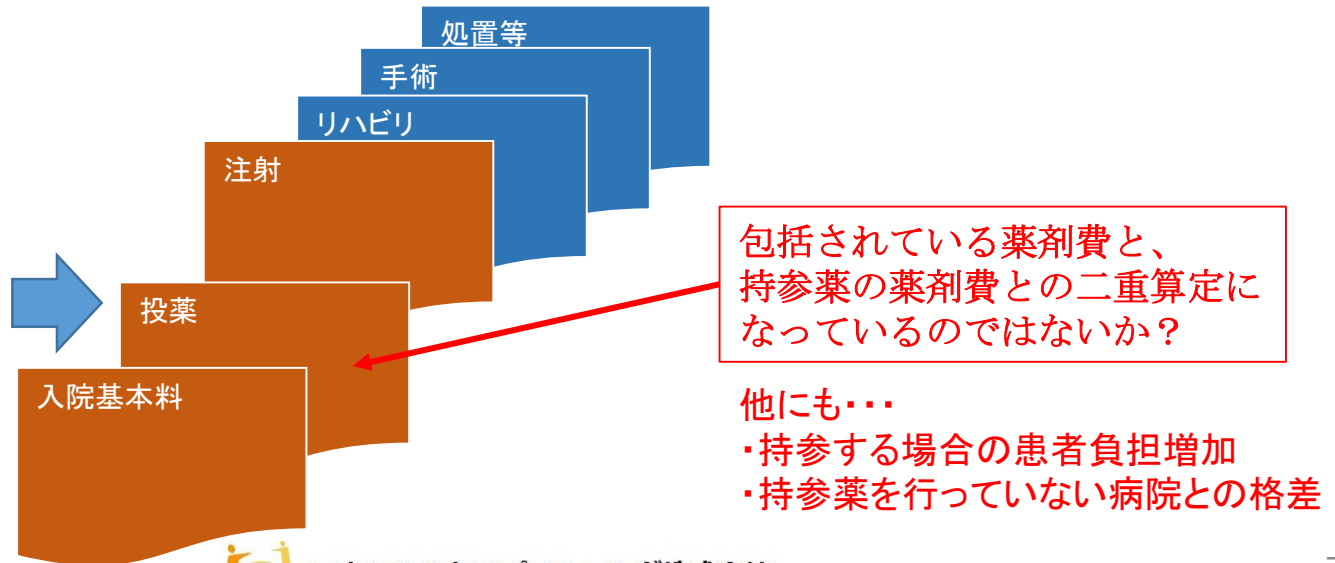 処置等
手術
リハビリ
注射
投薬
入院基本料
包括されている薬剤費と、
持参薬の薬剤費との二重算定に
なっているのではないか？
他にも・・・
・持参する場合の患者負担増加
・持参薬を行っていない病院との格差